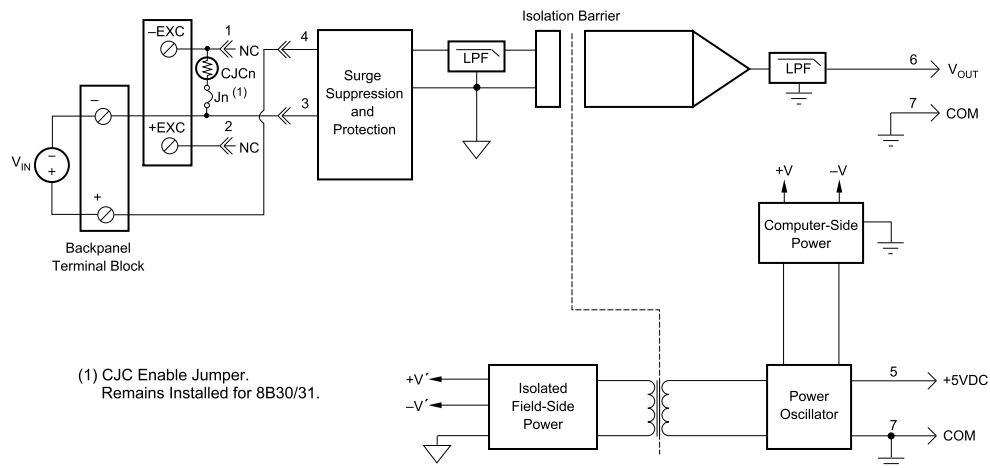 Isolation Barrier
–EXC
1
NC
4
CJCn
Jn (1)
LPF
Surge
Suppression
and
Protection
LPF
6
VOUT
–
3
7
COM
+EXC
2
NC
VIN
–
+
+
+V
–V
Computer-Side
Power
Backpanel
Terminal Block
(1) CJC Enable Jumper.
Remains Installed for 8B30/31.
+V´
–V´
Isolated
Field-Side
Power
Power
Oscillator
5
+5VDC
7
COM